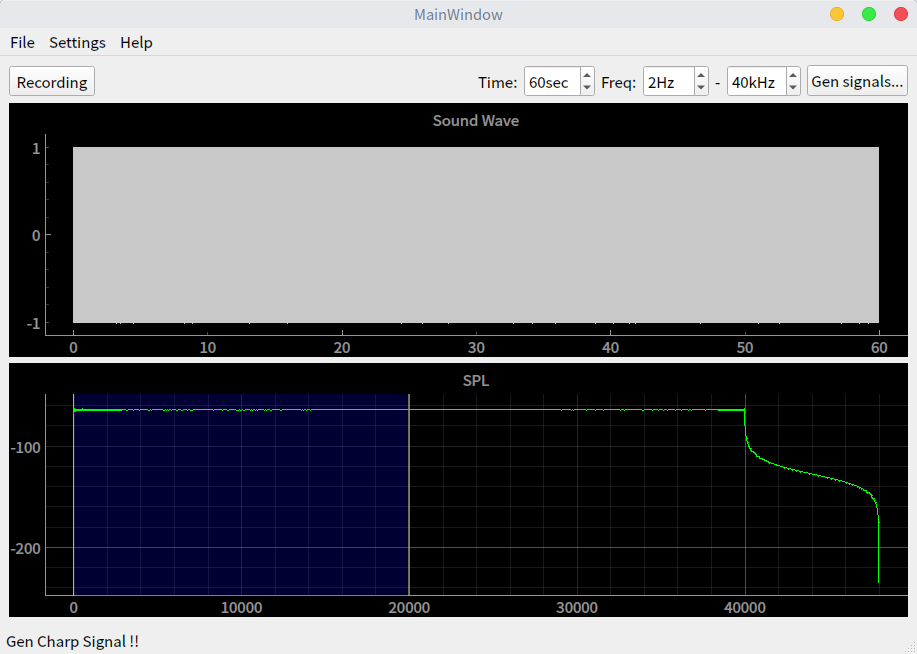 MainWindow
File Settings Help
Recording Time: 60sec Freq: 2Hz - 40kHz Gen signals...
Sound Wave
1
0
-1
0 10 20 30 40 50 60
SPL
-100
-200
0 10000 20000 30000 40000
Gen Charp Signal !!